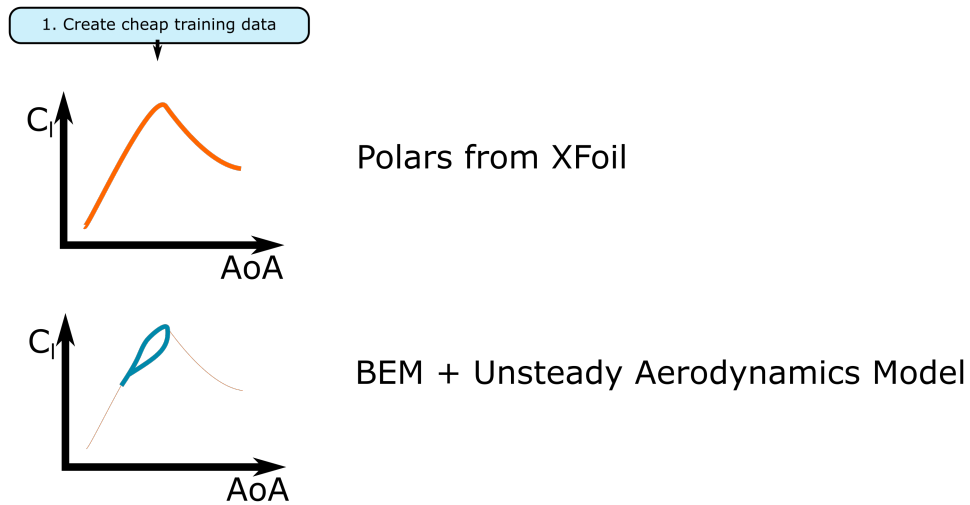 1. Create cheap training data
Cl
Polars from XFoil
AoA
Cl
BEM + Unsteady Aerodynamics Model
AoA